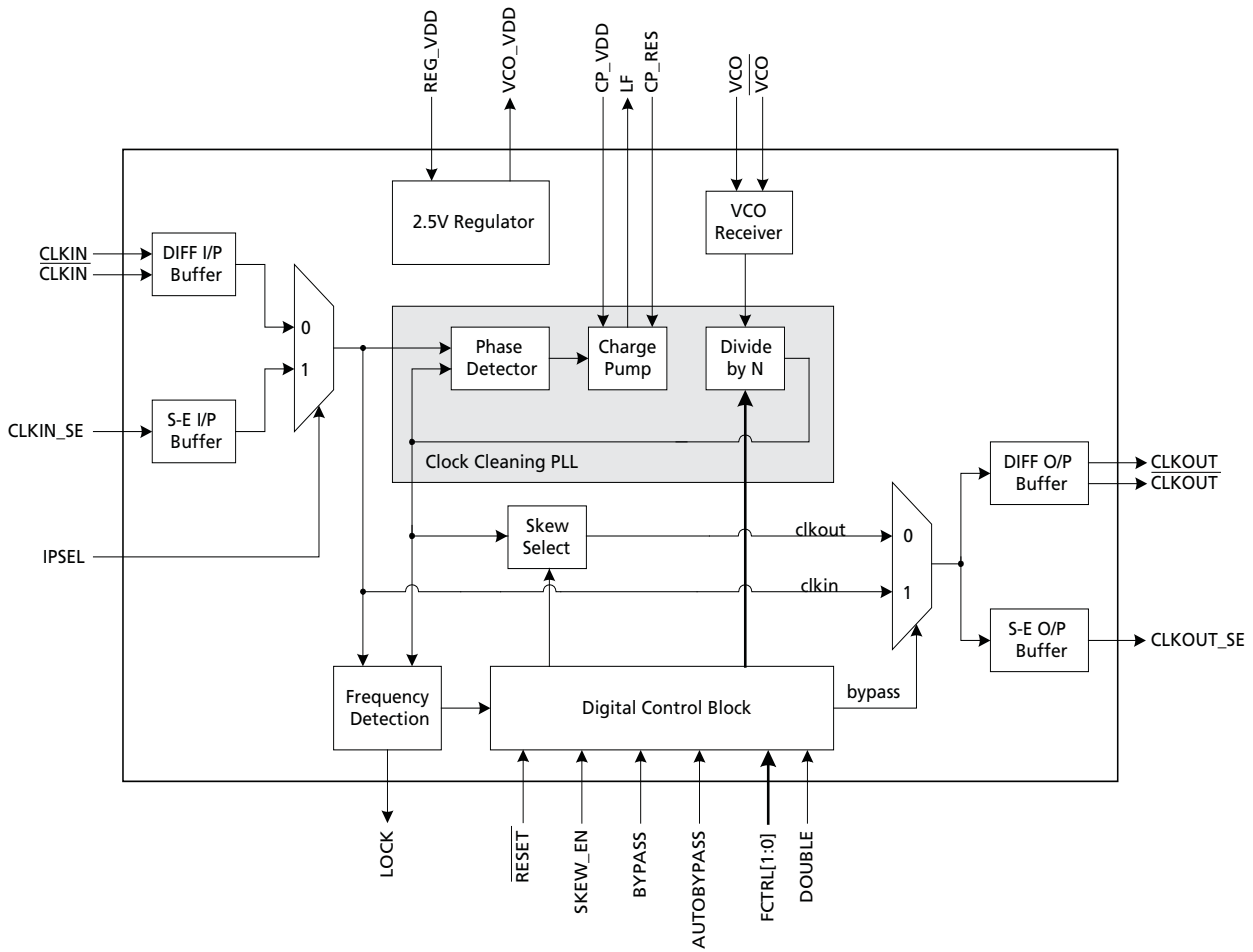 REG_VDD
VCO_VDD
CP_VDD
LF
CP_RES
VCO
VCO
2.5V Regulator
VCO
Receiver
CLKIN
CLKIN
DIFF I/P
Buffer
0
1
Phase
Detector
Charge
Pump
Divide
by N
CLKIN_SE
S-E I/P
Buffer
Clock Cleaning PLL
DIFF O/P
Buffer
CLKOUT
CLKOUT
IPSEL
Skew
Select
clkout
0
clkin
1
S-E O/P
Buffer
CLKOUT_SE
Frequency
Detection
Digital Control Block
bypass
LOCK
RESET
SKEW_EN
BYPASS
AUTOBYPASS
FCTRL[1:0]
DOUBLE